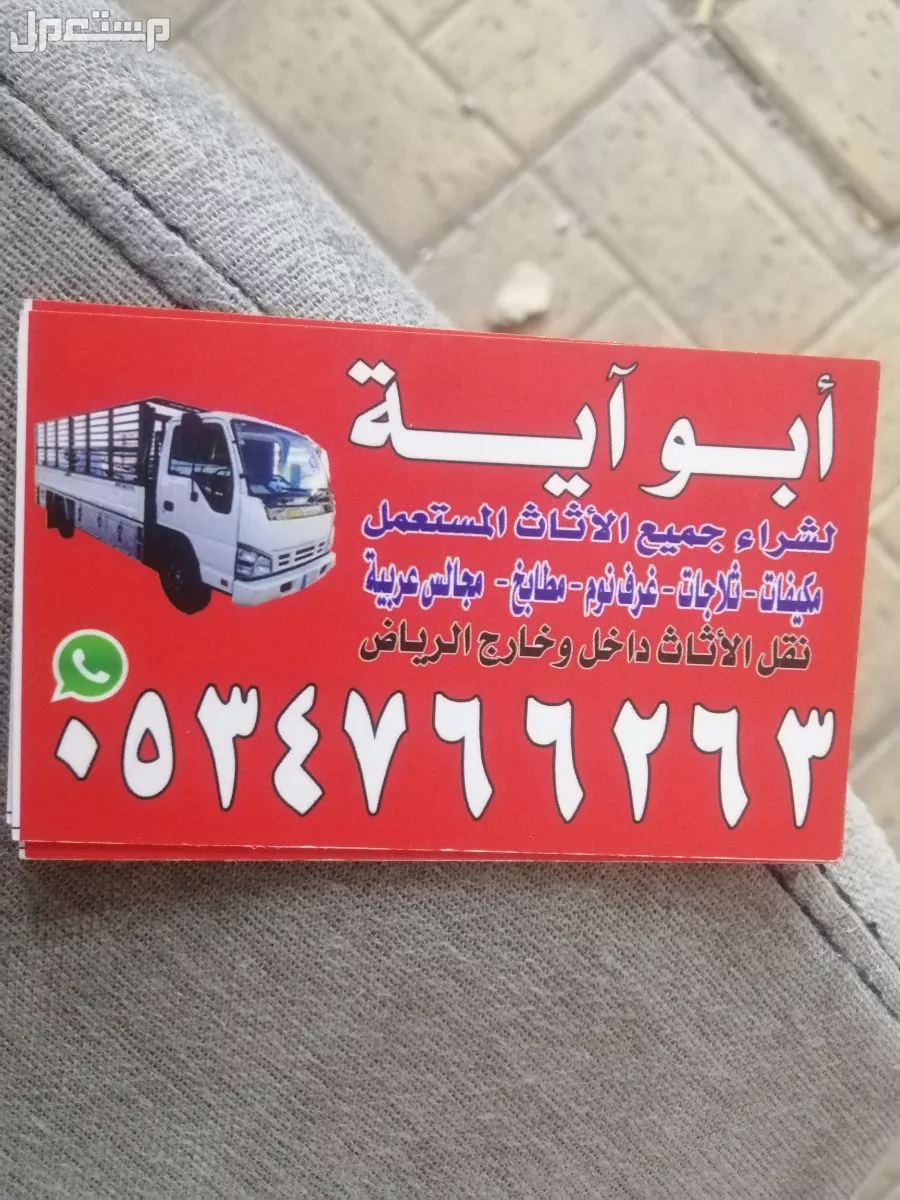 مستعمل
أبو آية
لشراء جميع الأثاث المستعمل
مكيفات - ثلاجات - غرف نوم - مطابخ - مجالس عربية
نقل الأثاث داخل وخارج الرياض
٠٥٣٤٧٦٦٢٦٣